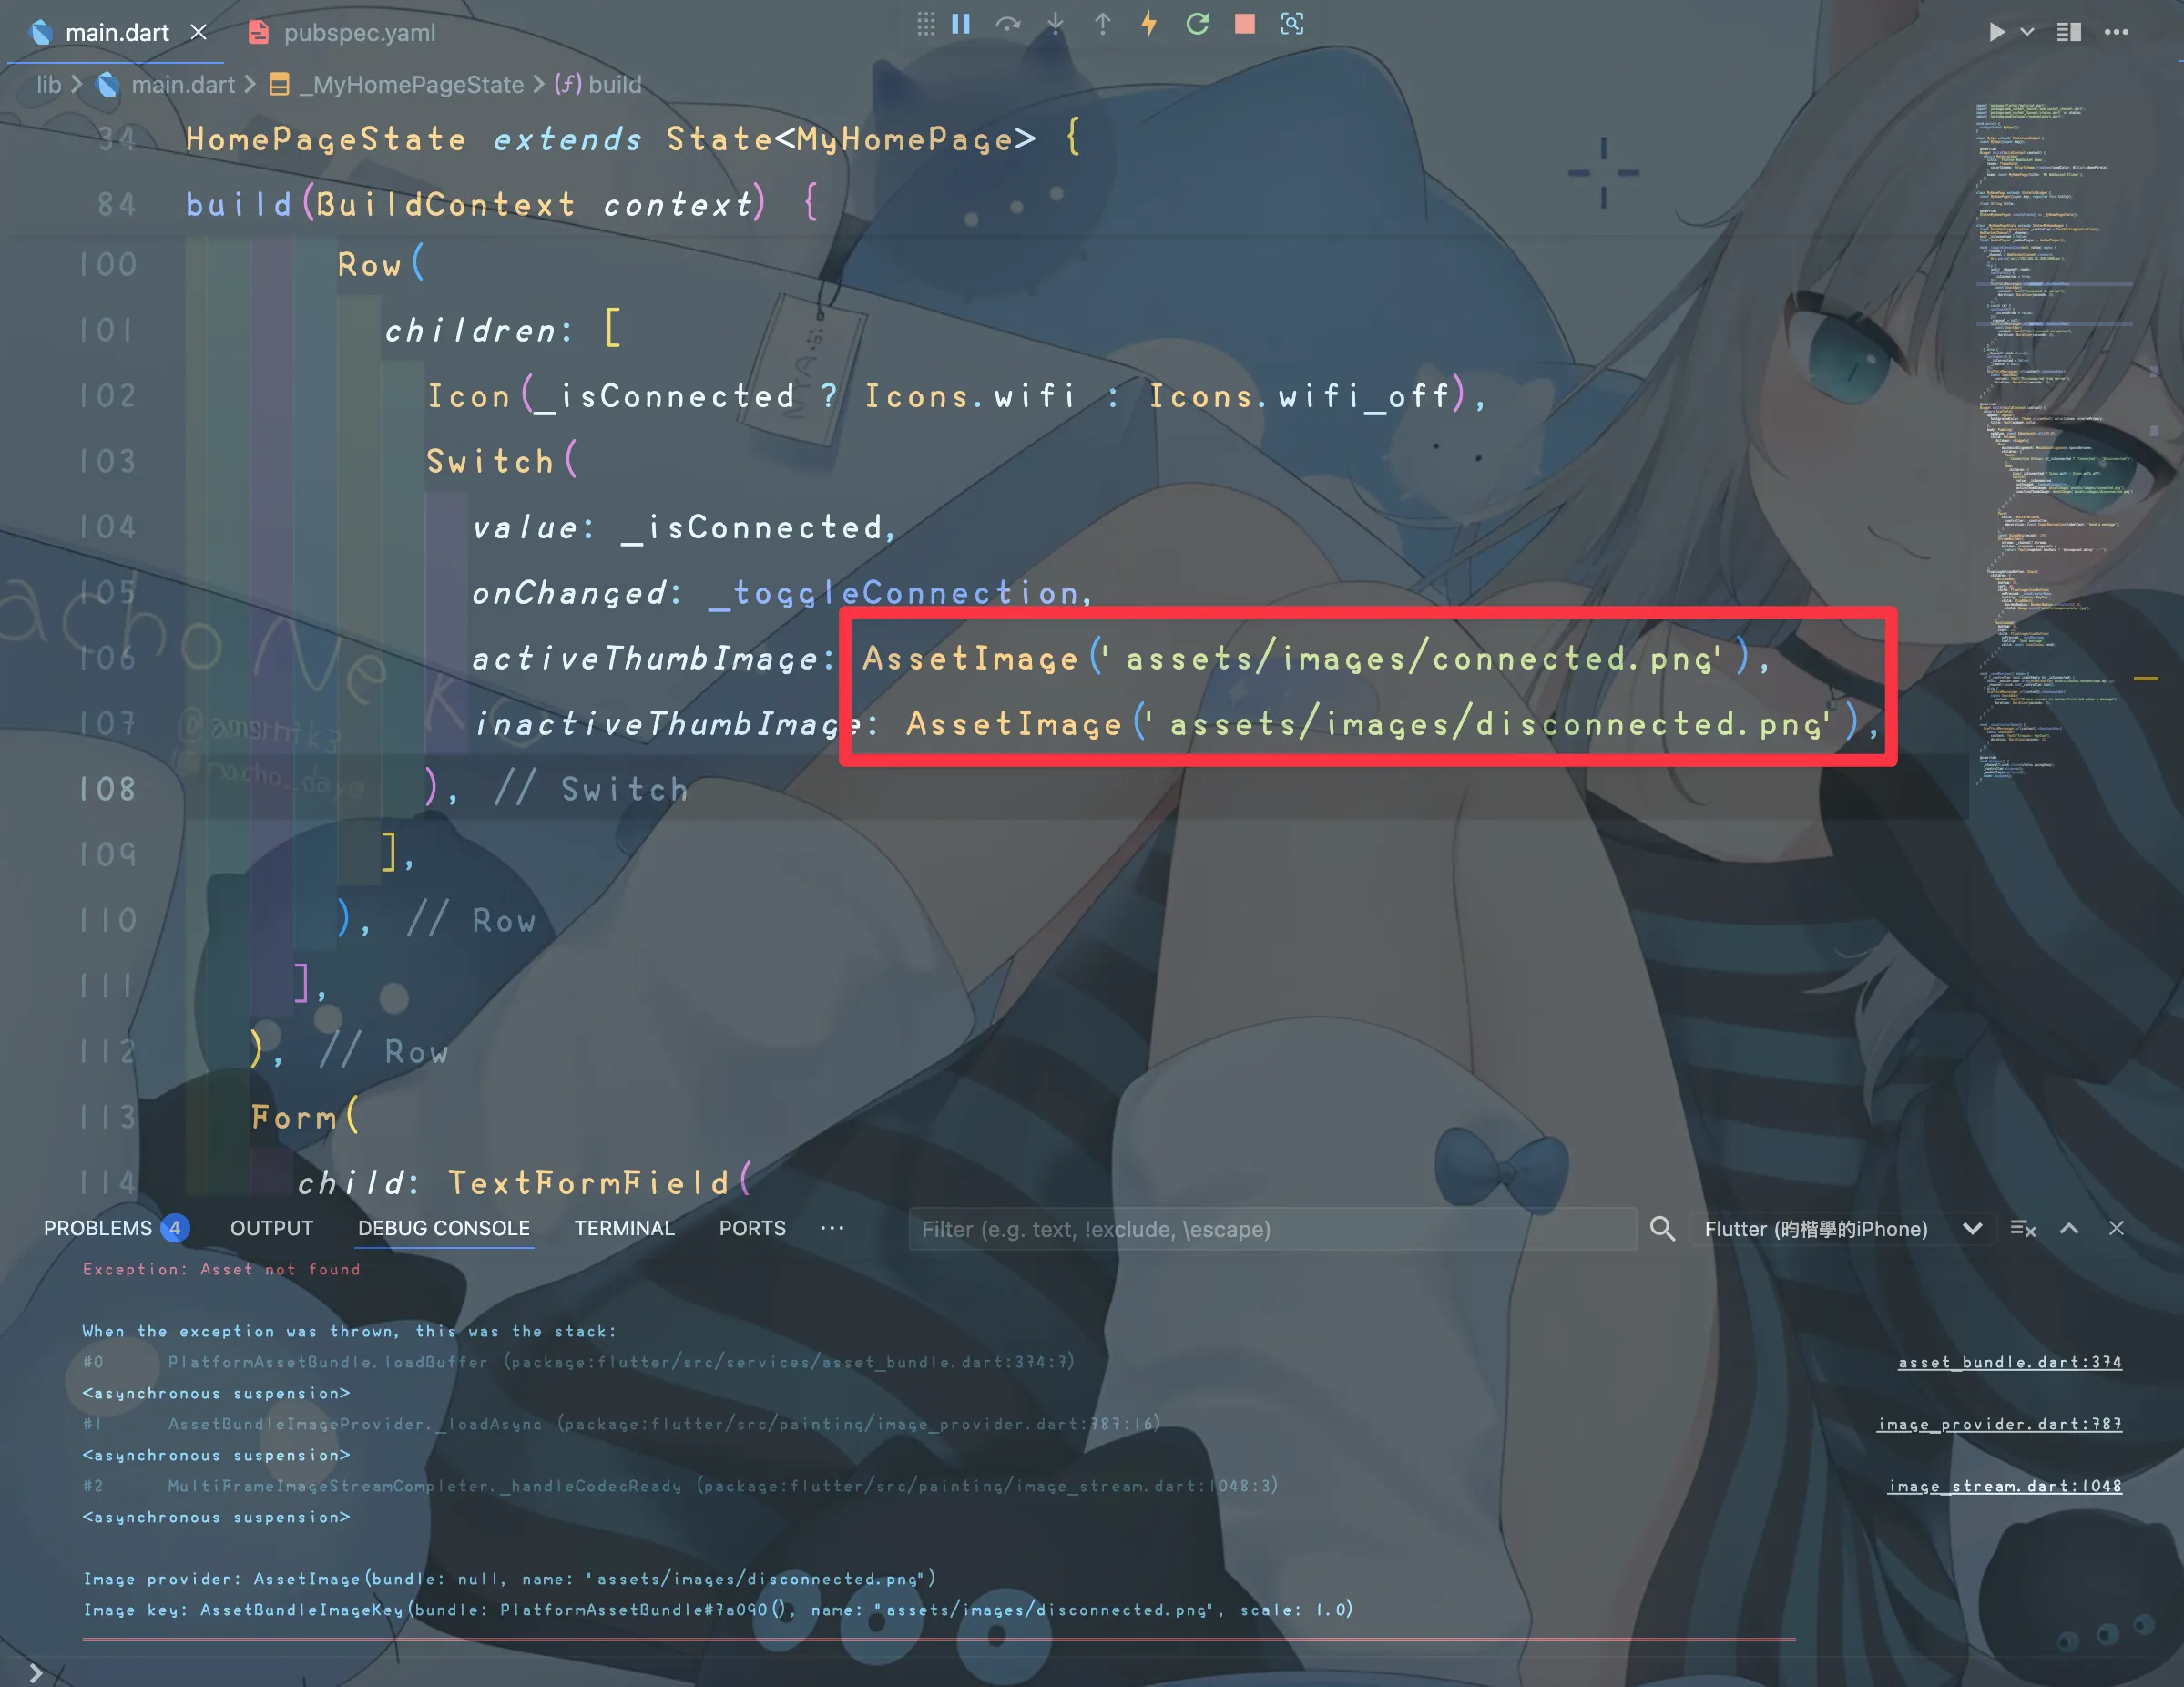 main.dart
pubspec.yaml
lib > main.dart > _MyHomePageState > build
34 HomePageState extends State<MyHomePage> {
84 build(BuildContext context) {
100 Row(
101 children: [
102 Icon(_isConnected ? Icons.wifi : Icons.wifi_off),
103 Switch(
104 value: _isConnected,
105 onChanged: _toggleConnection,
106 activeThumbImage: AssetImage('assets/images/connected.png'),
107 inactiveThumbImage: AssetImage('assets/images/disconnected.png'),
108 ), // Switch
109 ],
110 ), // Row
111 ],
112 ), // Row
113 Form(
114 child: TextFormField(
PROBLEMS 4 OUTPUT DEBUG CONSOLE TERMINAL PORTS ··· Filter (e.g. text, !exclude, \escape) Flutter (昀楷學的iPhone)
Exception: Asset not found
When the exception was thrown, this was the stack:
#0 PlatformAssetBundle.loadBuffer (package:flutter/src/services/asset_bundle.dart:374:7) asset_bundle.dart:374
<asynchronous suspension>
#1 AssetBundleImageProvider._loadAsync (package:flutter/src/painting/image_provider.dart:787:16) image_provider.dart:787
<asynchronous suspension>
#2 MultiFrameImageStreamCompleter._handleCodecReady (package:flutter/src/painting/image_stream.dart:1048:3) image_stream.dart:1048
<asynchronous suspension>
Image provider: AssetImage(bundle: null, name: "assets/images/disconnected.png")
Image key: AssetBundleImageKey(bundle: PlatformAssetBundle#7a090(), name: "assets/images/disconnected.png", scale: 1.0)